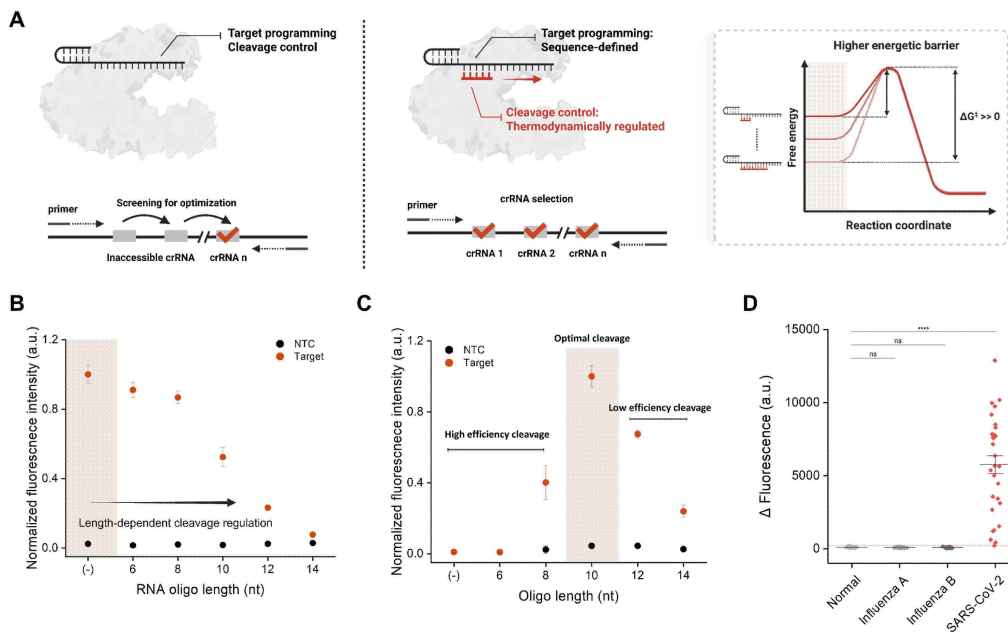 A
Target programming
Cleavage control
Screening for optimization
primer
Inaccessible crRNA
crRNA n
Target programming:
Sequence-defined
Cleavage control:
Thermodynamically regulated
crRNA selection
primer
crRNA 1
crRNA 2
crRNA n
Higher energetic barrier
Free energy
ΔG‡ >> 0
Reaction coordinate
B
Normalized fluorescence intensity (a.u.)
1.2
0.8
0.4
0.0
NTC
Target
Length-dependent cleavage regulation
(-)
6
8
10
12
14
RNA oligo length (nt)
C
Normalized fluorescnece intensity (a.u.)
1.2
0.8
0.4
0.0
NTC
Target
Optimal cleavage
High efficiency cleavage
Low efficiency cleavage
(-)
6
8
10
12
14
Oligo length (nt)
D
Δ Fluorescence (a.u.)
15000
10000
5000
0
****
ns
ns
Normal
Influenza A
Influenza B
SARS-CoV-2